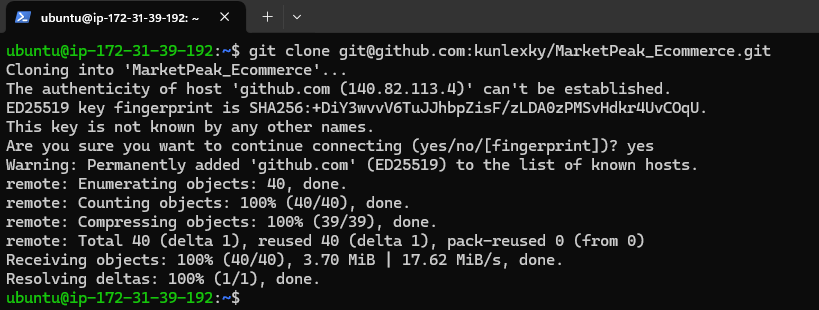 ubuntu@ip-172-31-39-192: ~
ubuntu@ip-172-31-39-192:~$ git clone git@github.com:kunlexky/MarketPeak_Ecommerce.git
Cloning into 'MarketPeak_Ecommerce'...
The authenticity of host 'github.com (140.82.113.4)' can't be established.
ED25519 key fingerprint is SHA256:+DiY3wvvV6TuJJhbpZisF/zLDA0zPMSvHdkr4UvCOqU.
This key is not known by any other names.
Are you sure you want to continue connecting (yes/no/[fingerprint])? yes
Warning: Permanently added 'github.com' (ED25519) to the list of known hosts.
remote: Enumerating objects: 40, done.
remote: Counting objects: 100% (40/40), done.
remote: Compressing objects: 100% (39/39), done.
remote: Total 40 (delta 1), reused 40 (delta 1), pack-reused 0 (from 0)
Receiving objects: 100% (40/40), 3.70 MiB | 17.62 MiB/s, done.
Resolving deltas: 100% (1/1), done.
ubuntu@ip-172-31-39-192:~$